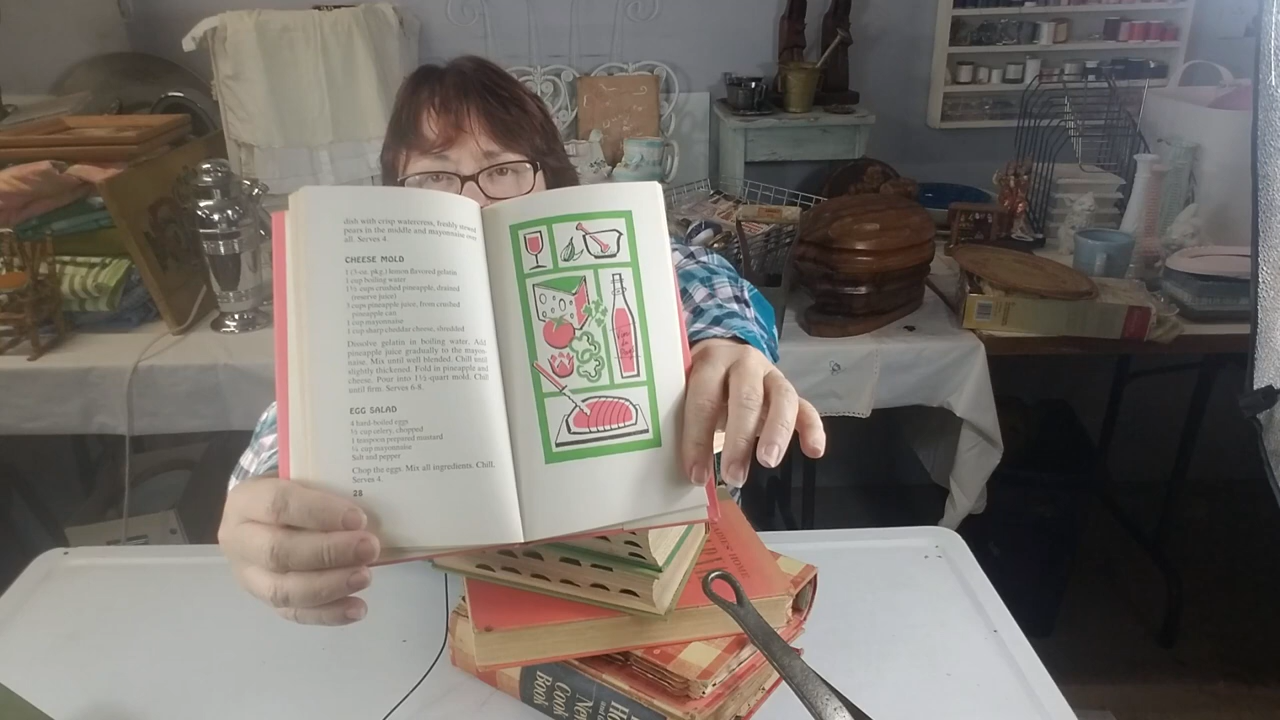 dish with crisp watercress, freshly stewed
pears in the middle and mayonnaise over
all. Serves 4.
CHEESE MOLD
1 (3-oz. pkg.) lemon flavored gelatin
1 cup boiling water
1½ cups crushed pineapple, drained
(reserve juice)
pineapple juice, from crushed
pineapple can
1 cup mayonnaise
1 cup sharp cheddar cheese, shredded
Dissolve gelatin in boiling water. Add
pineapple juice gradually to the mayon-
naise. Mix until well blended. Chill until
slightly thickened. Fold in pineapple and
cheese. Pour into 1½-quart mold. Chill
until firm. Serves 6-8.
EGG SALAD
4 hard-boiled eggs
½ cup celery, chopped
1 teaspoon prepared mustard
¼ cup mayonnaise
Salt and pepper
Chop the eggs. Mix all ingredients. Chill.
Serves 4.
28
HOME
New
Cook
Book